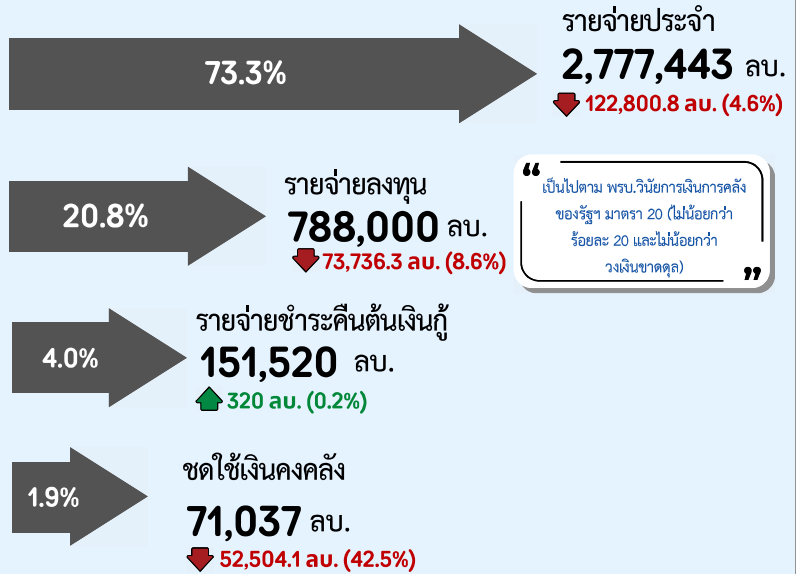 73.3%
รายจ่ายประจำ
2,777,443 ลบ.
122,800.8 ลบ. (4.6%)
20.8%
รายจ่ายลงทุน
788,000 ลบ.
73,736.3 ลบ. (8.6%)
“เป็นไปตาม พรบ.วินัยการเงินการคลัง
ของรัฐฯ มาตรา 20 (ไม่น้อยกว่า
ร้อยละ 20 และไม่น้อยกว่า
วงเงินขาดดุล)”
4.0%
รายจ่ายชำระคืนต้นเงินกู้
151,520 ลบ.
320 ลบ. (0.2%)
1.9%
ชดใช้เงินคงคลัง
71,037 ลบ.
52,504.1 ลบ. (42.5%)